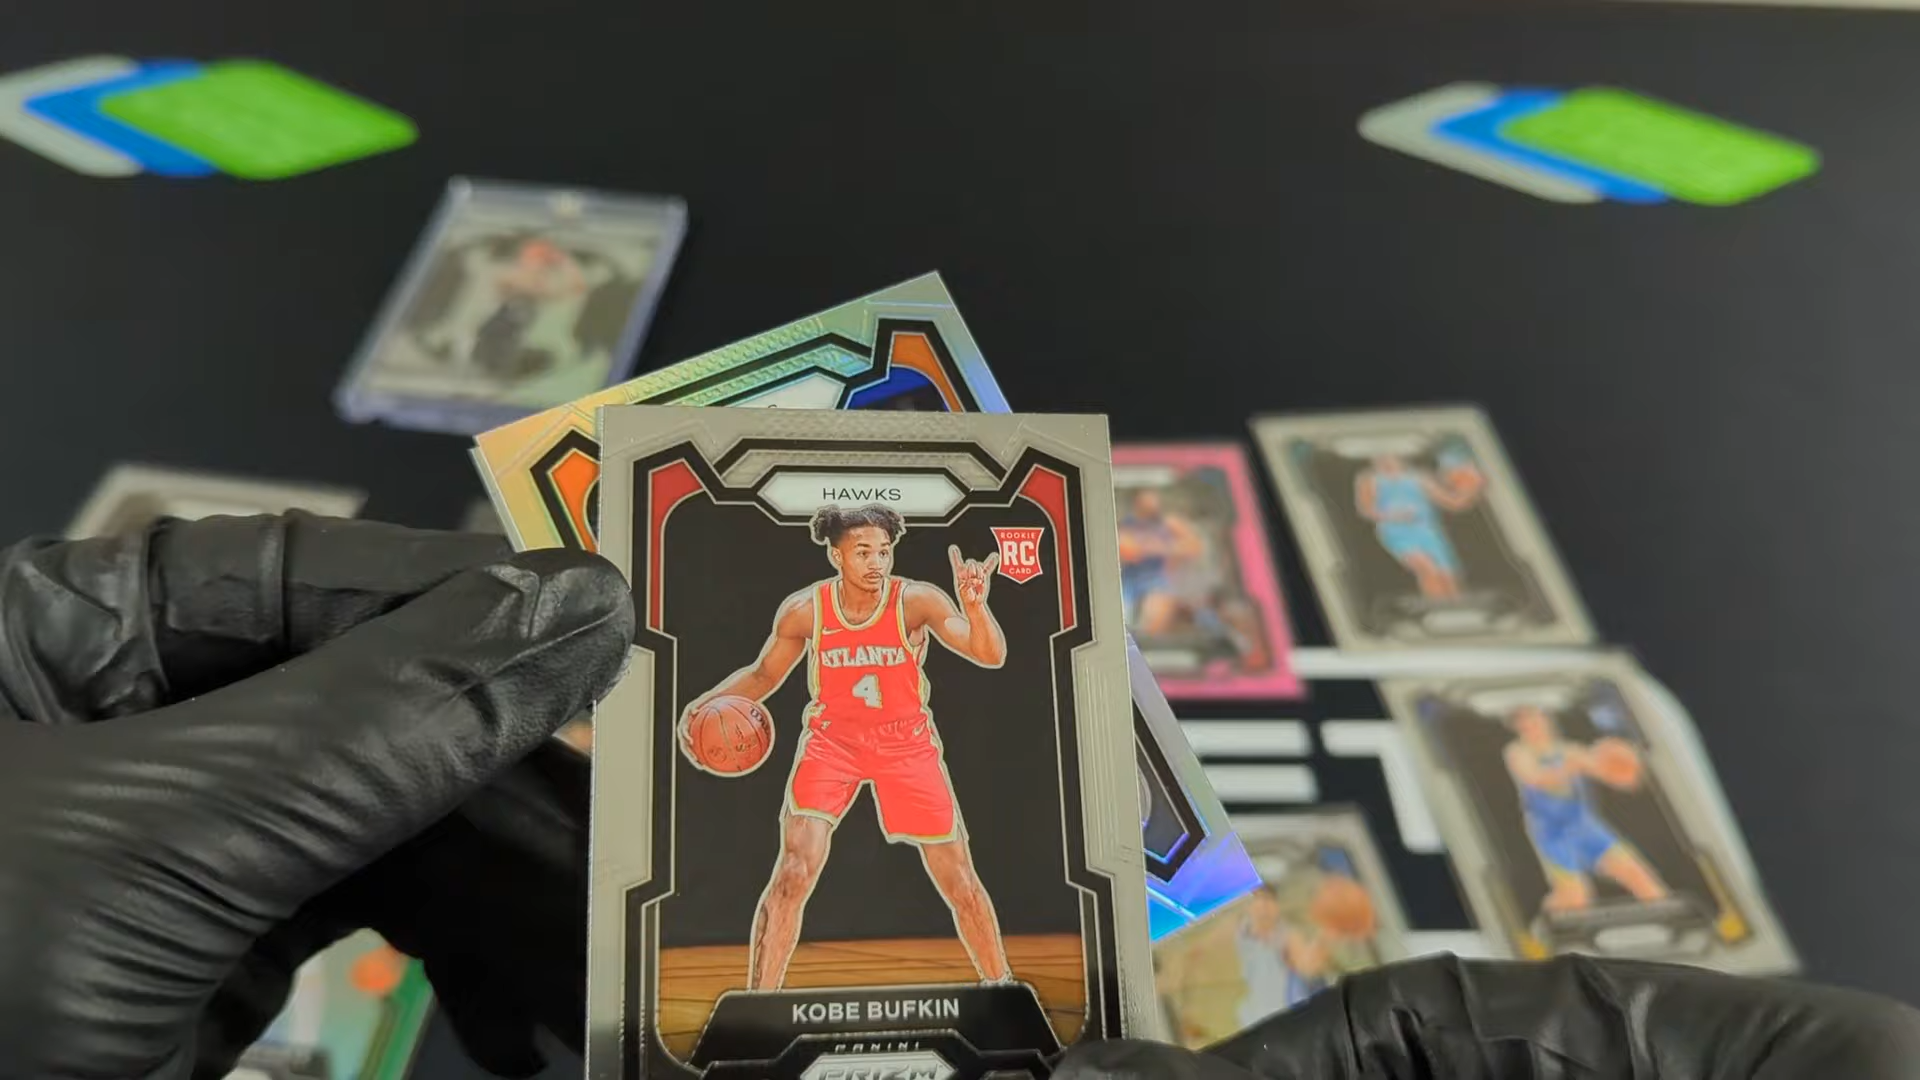 HAWKS
ROOKIE
RC
CARD
ATLANTA
4
KOBE BUFKIN
PANINI
PRIZM